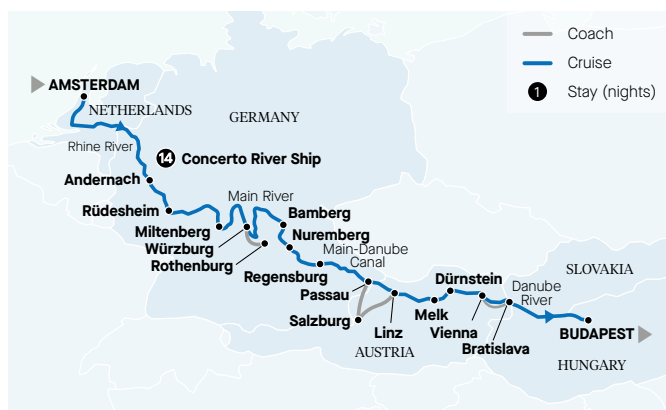 Coach
Cruise
1 Stay (nights)
AMSTERDAM
NETHERLANDS
GERMANY
Rhine River
14 Concerto River Ship
Andernach
Main River
Rüdesheim
Bamberg
Miltenberg
Nuremberg
Würzburg
Main-Danube
Canal
Rothenburg
Regensburg
SLOVAKIA
Dürnstein
Passau
Danube
River
Salzburg
Melk
Linz
Vienna
BUDAPEST
Bratislava
AUSTRIA
HUNGARY